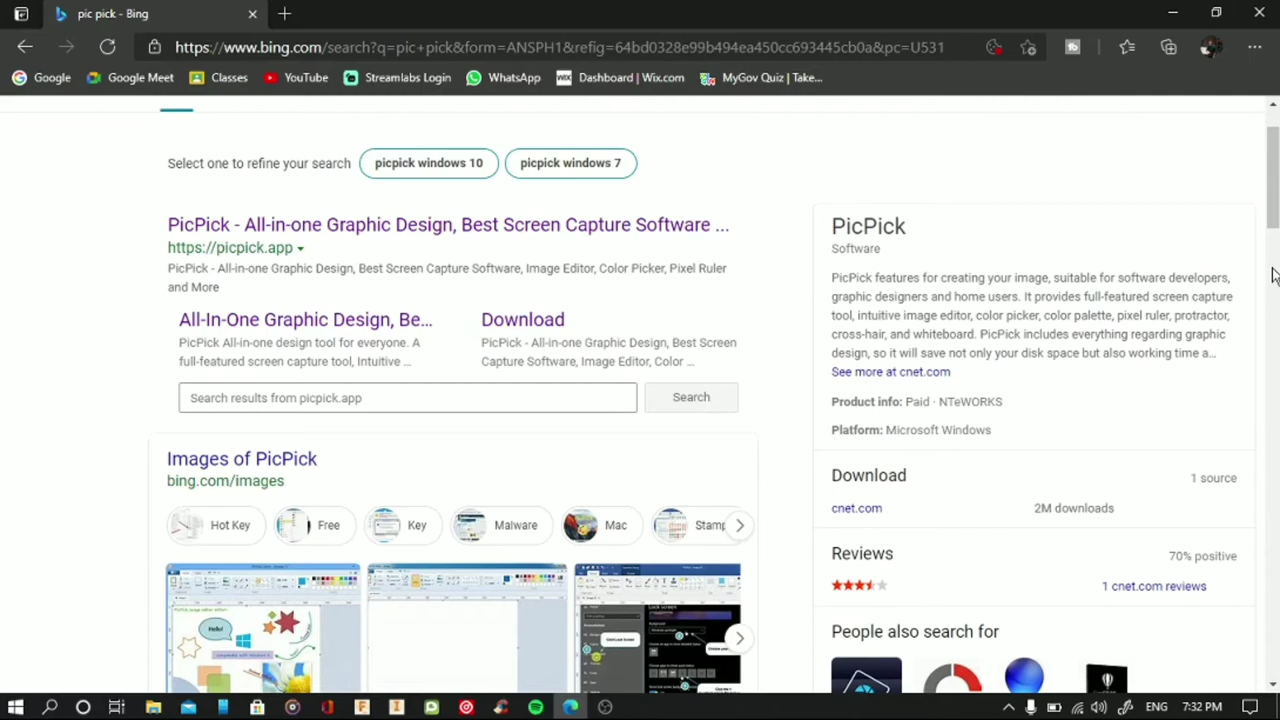 pic pick - Bing
https://www.bing.com/search?q=pic+pick&form=ANSPH1&refig=64bd0328e99b494ea450cc693445cb0a&pc=U531
Google Google Meet Classes YouTube Streamlabs Login WhatsApp Dashboard | Wix.com MyGov Quiz | Take...
Select one to refine your search picpick windows 10 picpick windows 7
PicPick - All-in-one Graphic Design, Best Screen Capture Software ...
https://picpick.app
PicPick - All-in-one Graphic Design, Best Screen Capture Software, Image Editor, Color Picker, Pixel Ruler
and More
All-In-One Graphic Design, Be...
PicPick All-in-one design tool for everyone. A
full-featured screen capture tool, Intuitive ...
Download
PicPick - All-in-one Graphic Design, Best Screen
Capture Software, Image Editor, Color ...
Search results from picpick.app Search
Images of PicPick
bing.com/images
Hot Key Free Key Malware Mac Stamp
Hello!
PicPick
Software
PicPick features for creating your image, suitable for software developers,
graphic designers and home users. It provides full-featured screen capture
tool, intuitive image editor, color picker, color palette, pixel ruler, protractor,
cross-hair, and whiteboard. PicPick includes everything regarding graphic
design, so it will save not only your disk space but also working time a...
See more at cnet.com
Product info: Paid · NTeWORKS
Platform: Microsoft Windows
Download 1 source
cnet.com 2M downloads
Reviews 70% positive
1 cnet.com reviews
People also search for
ENG 7:32 PM